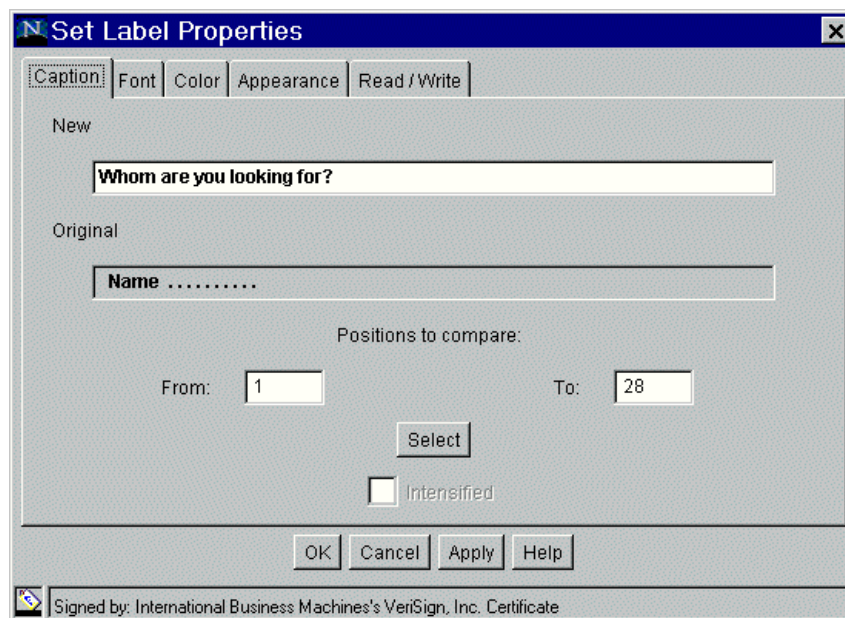 N Set Label Properties
Caption Font Color Appearance Read / Write
New
Whom are you looking for?
Original
Name . . . . . . . . . .
Positions to compare:
From: 1 To: 28
Select
Intensified
OK Cancel Apply Help
Signed by: International Business Machines's VeriSign, Inc. Certificate